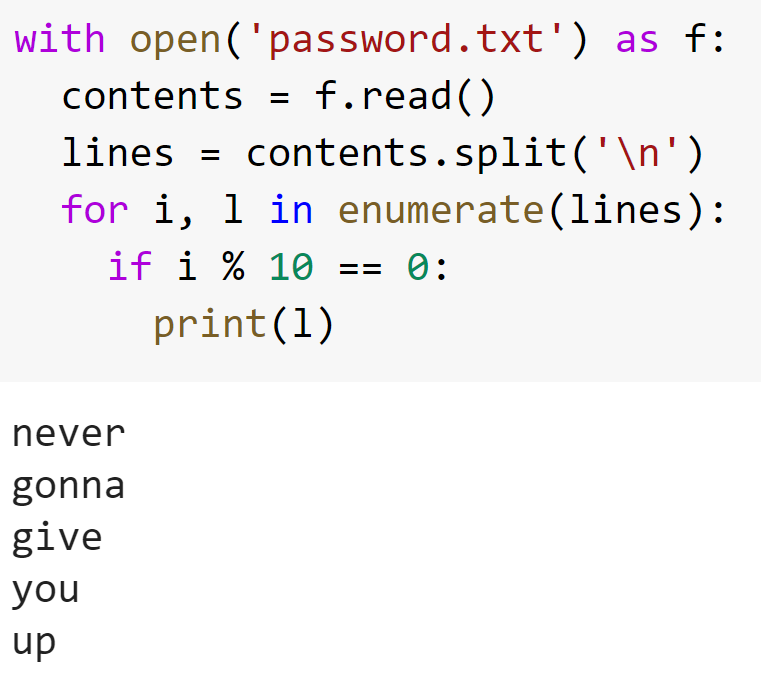 with open('password.txt') as f:
  contents = f.read()
  lines = contents.split('\n')
  for i, l in enumerate(lines):
    if i % 10 == 0:
      print(l)
never
gonna
give
you
up